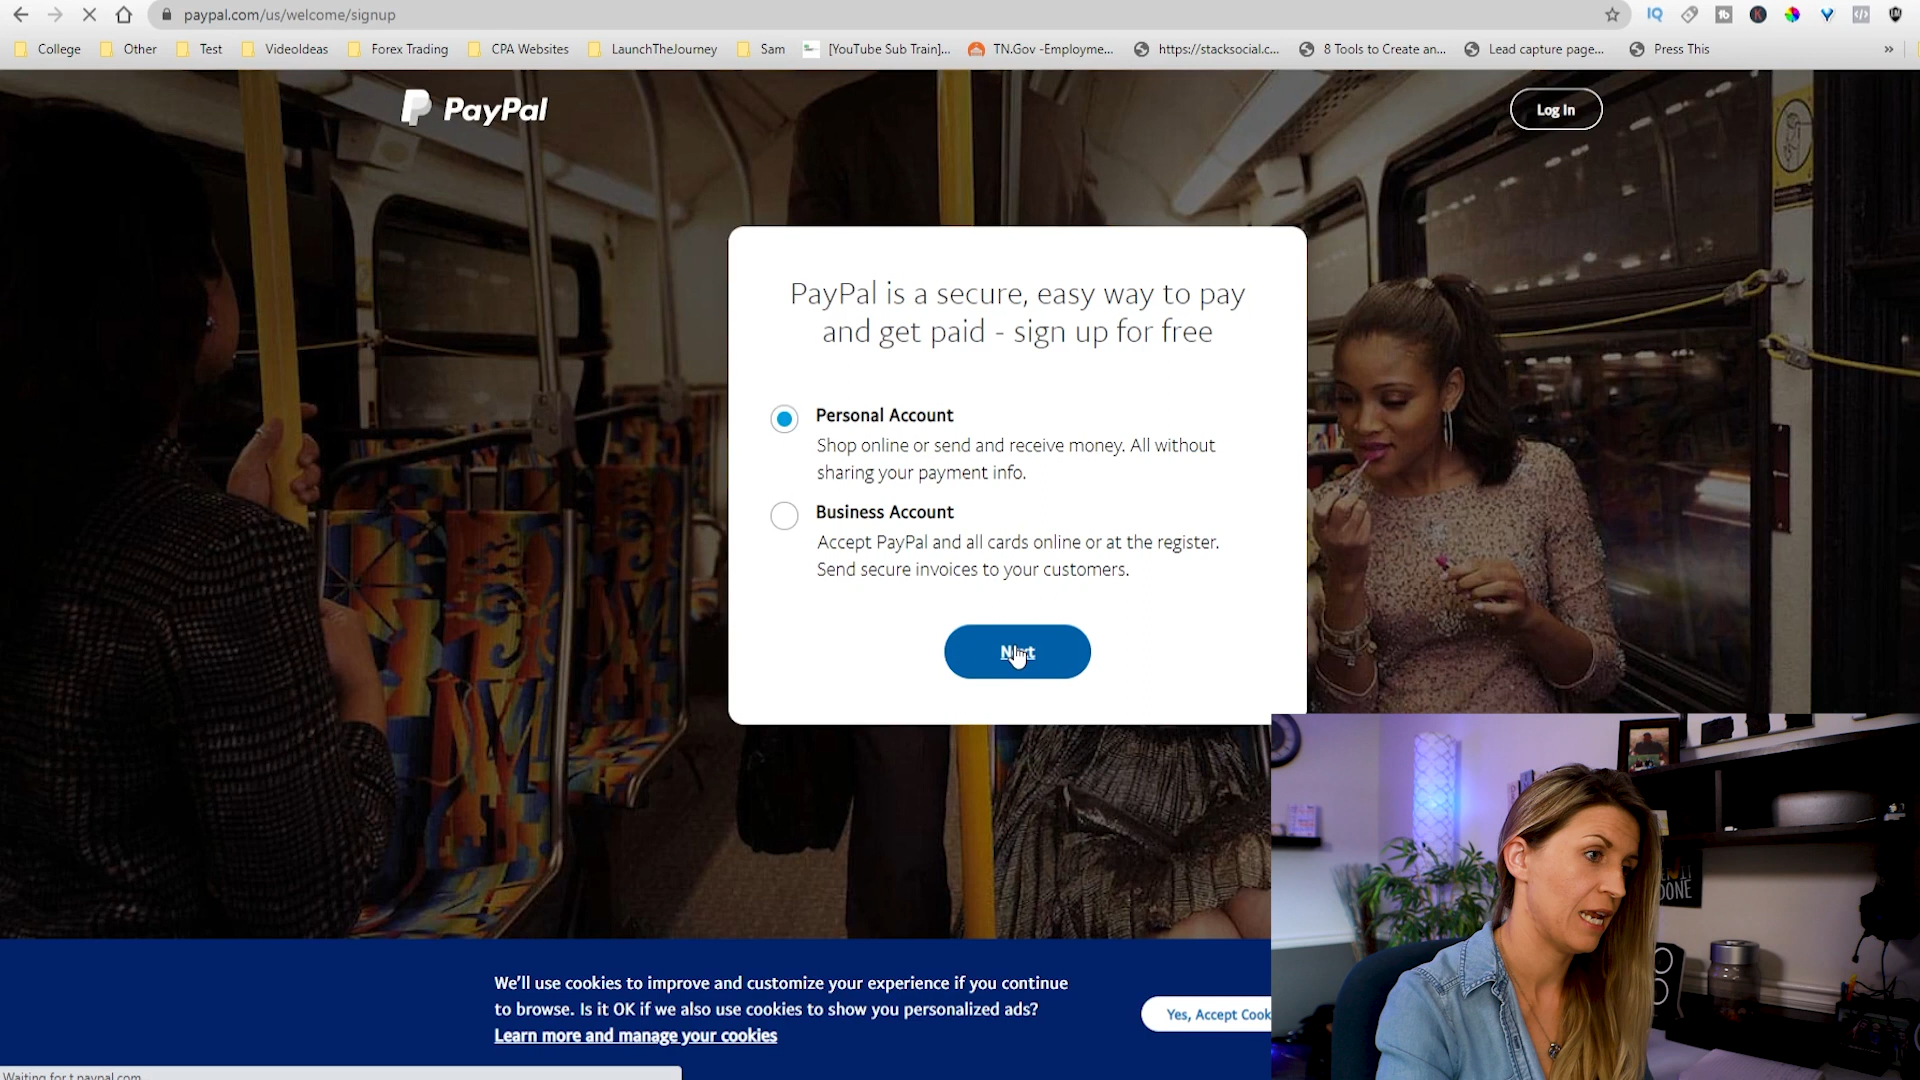 paypal.com/us/welcome/signup
College Other Test VideoIdeas Forex Trading CPA Websites LaunchTheJourney Sam [YouTube Sub Train]... TN.Gov -Employme... https://stacksocial.c... 8 Tools to Create an... Lead capture page... Press This »
PayPal
Log In
PayPal is a secure, easy way to pay
and get paid - sign up for free
Personal Account
Shop online or send and receive money. All without
sharing your payment info.
Business Account
Accept PayPal and all cards online or at the register.
Send secure invoices to your customers.
Next
We'll use cookies to improve and customize your experience if you continue
to browse. Is it OK if we also use cookies to show you personalized ads?
Learn more and manage your cookies
Yes, Accept Cook
DONE
Waiting for t.paypal.com